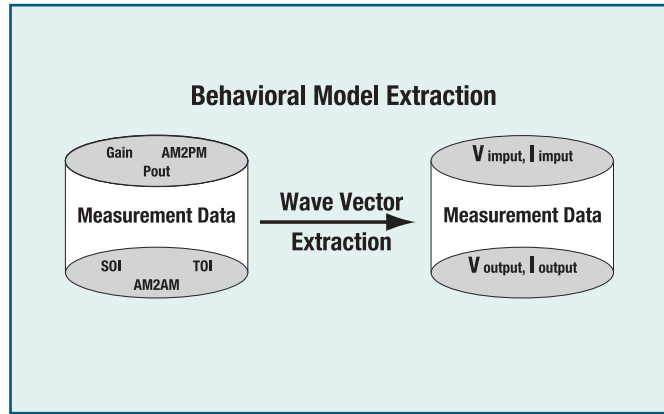 Behavioral Model Extraction
Gain AM2PM
Pout
Measurement Data
SOI TOI
AM2AM
Wave Vector
Extraction
V imput, I imput
Measurement Data
V output, I output